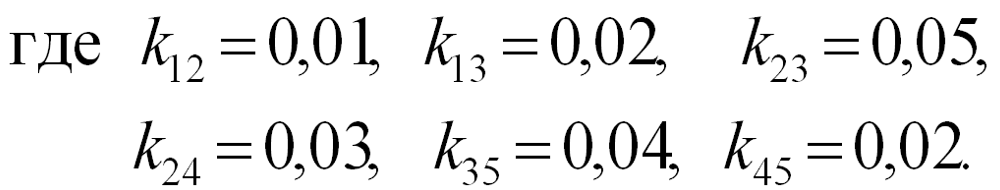 где k₁₂ = 0,01, k₁₃ = 0,02, k₂₃ = 0,05,
k₂₄ = 0,03, k₃₅ = 0,04, k₄₅ = 0,02.